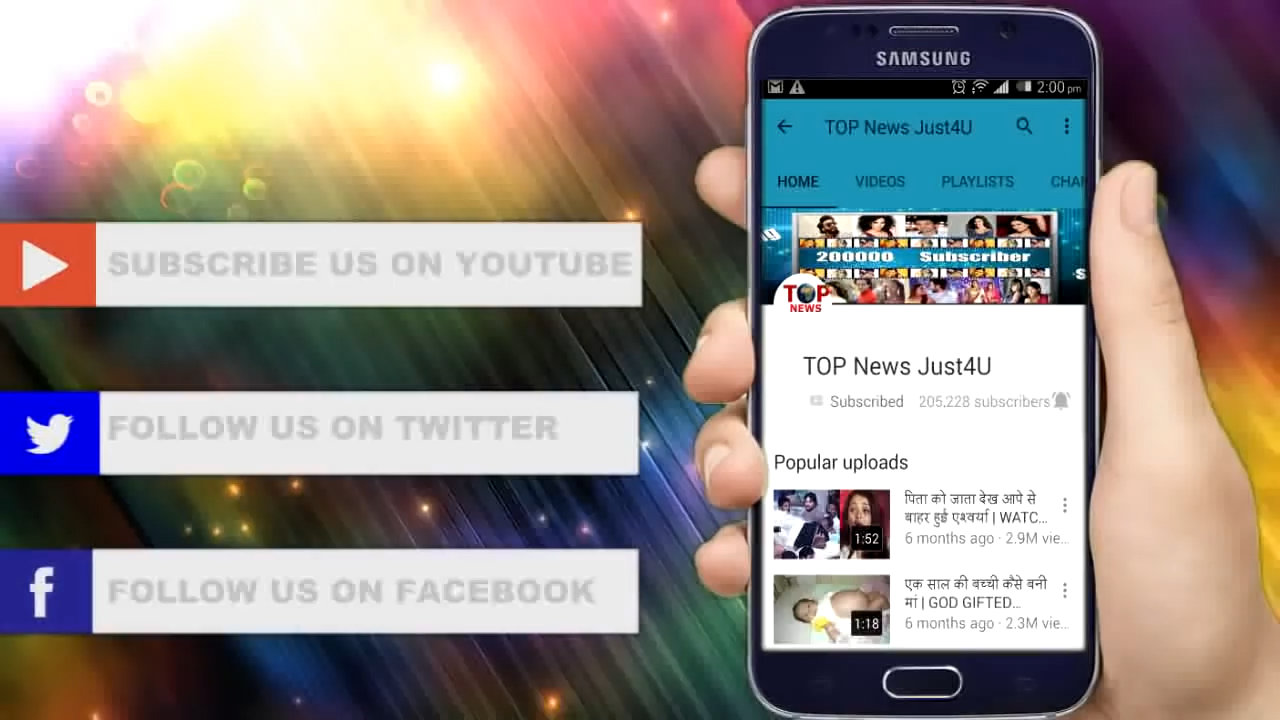 SUBSCRIBE US ON YOUTUBE
FOLLOW US ON TWITTER
FOLLOW US ON FACEBOOK
SAMSUNG
2:00 pm
TOP News Just4U
HOME VIDEOS PLAYLISTS CHA
200000 Subscriber
TOP
NEWS
TOP News Just4U
Subscribed 205,228 subscribers
Popular uploads
पिता को जाता देख आपे से
बाहर हुई एश्वर्या | WATC...
6 months ago · 2.9M vie...
1:52
एक साल की बच्ची कैसे बनी
मां | GOD GIFTED...
6 months ago · 2.3M vie...
1:18